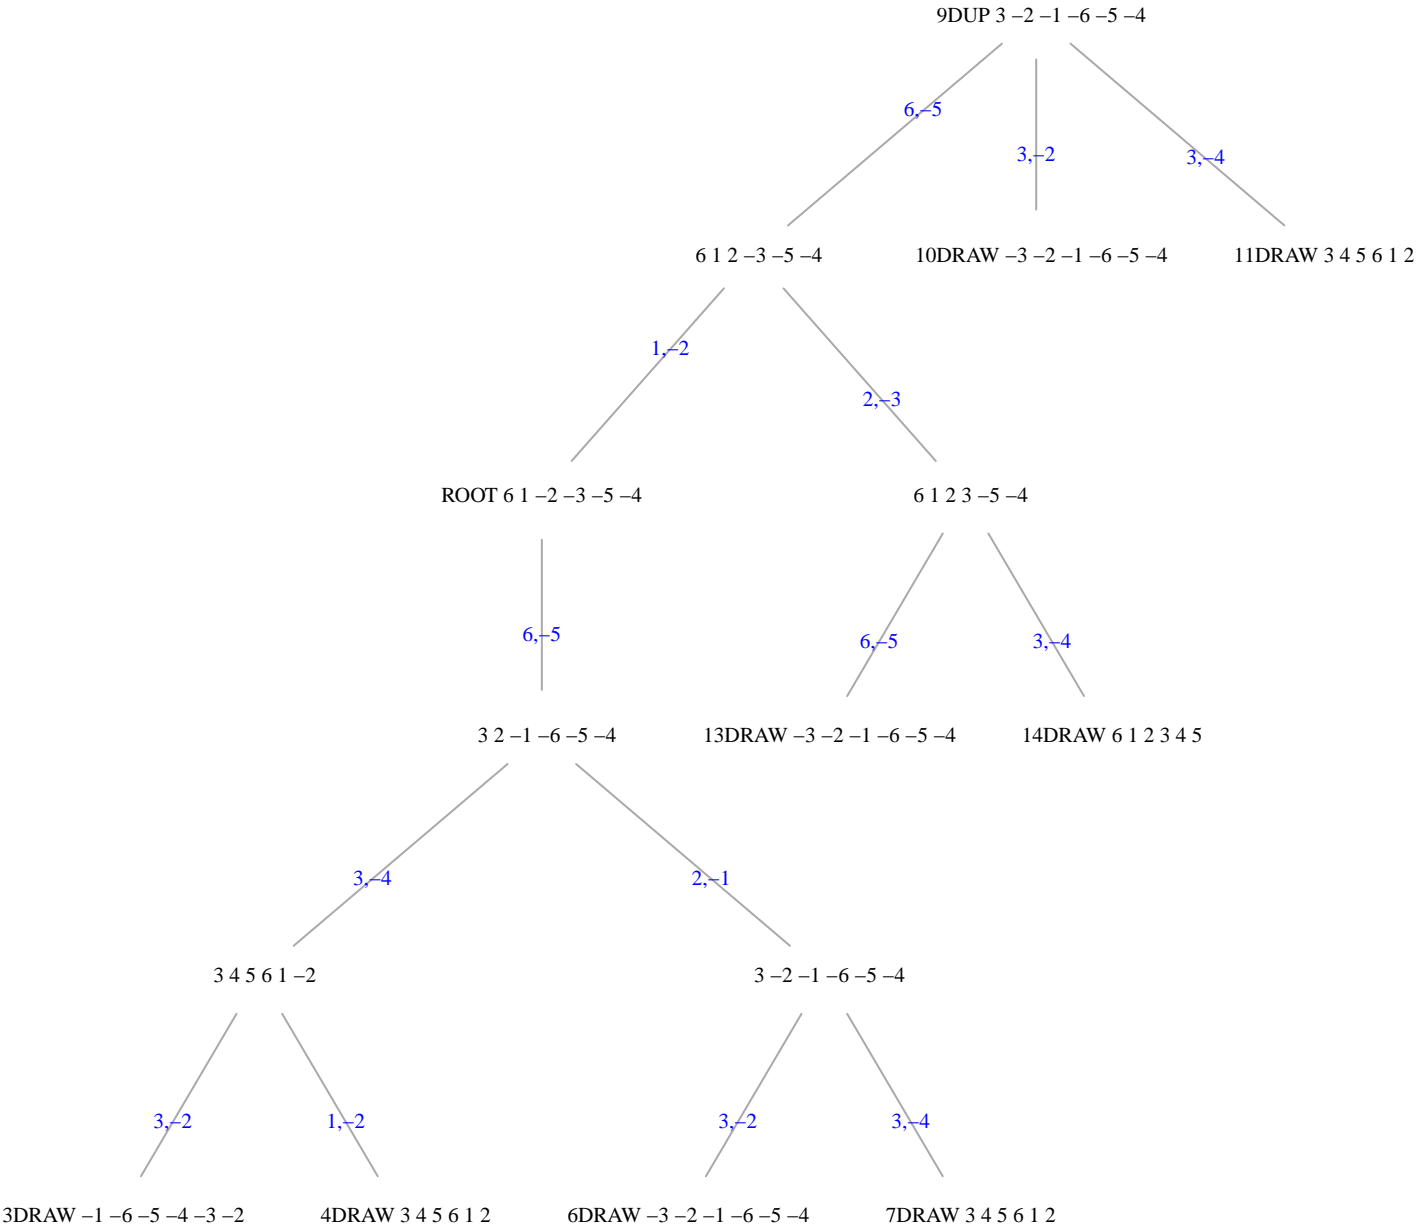 9DUP 3 –2 –1 –6 –5 –4
6,–5
3,–2
3,–4
6 1 2 –3 –5 –4
10DRAW –3 –2 –1 –6 –5 –4
11DRAW 3 4 5 6 1 2
1,–2
2,–3
ROOT 6 1 –2 –3 –5 –4
6 1 2 3 –5 –4
6,–5
6,–5
3,–4
3 2 –1 –6 –5 –4
13DRAW –3 –2 –1 –6 –5 –4
14DRAW 6 1 2 3 4 5
3,–4
2,–1
3 4 5 6 1 –2
3 –2 –1 –6 –5 –4
3,–2
1,–2
3,–2
3,–4
3DRAW –1 –6 –5 –4 –3 –2
4DRAW 3 4 5 6 1 2
6DRAW –3 –2 –1 –6 –5 –4
7DRAW 3 4 5 6 1 2